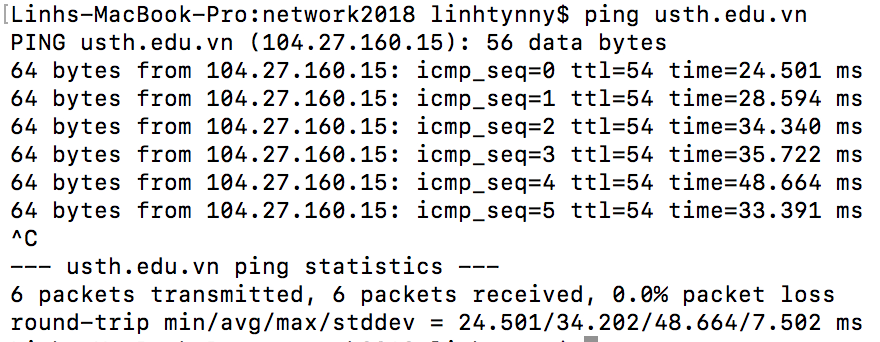 [Linhs-MacBook-Pro:network2018 linhtynny$ ping usth.edu.vn
PING usth.edu.vn (104.27.160.15): 56 data bytes
64 bytes from 104.27.160.15: icmp_seq=0 ttl=54 time=24.501 ms
64 bytes from 104.27.160.15: icmp_seq=1 ttl=54 time=28.594 ms
64 bytes from 104.27.160.15: icmp_seq=2 ttl=54 time=34.340 ms
64 bytes from 104.27.160.15: icmp_seq=3 ttl=54 time=35.722 ms
64 bytes from 104.27.160.15: icmp_seq=4 ttl=54 time=48.664 ms
64 bytes from 104.27.160.15: icmp_seq=5 ttl=54 time=33.391 ms
^C
--- usth.edu.vn ping statistics ---
6 packets transmitted, 6 packets received, 0.0% packet loss
round-trip min/avg/max/stddev = 24.501/34.202/48.664/7.502 ms